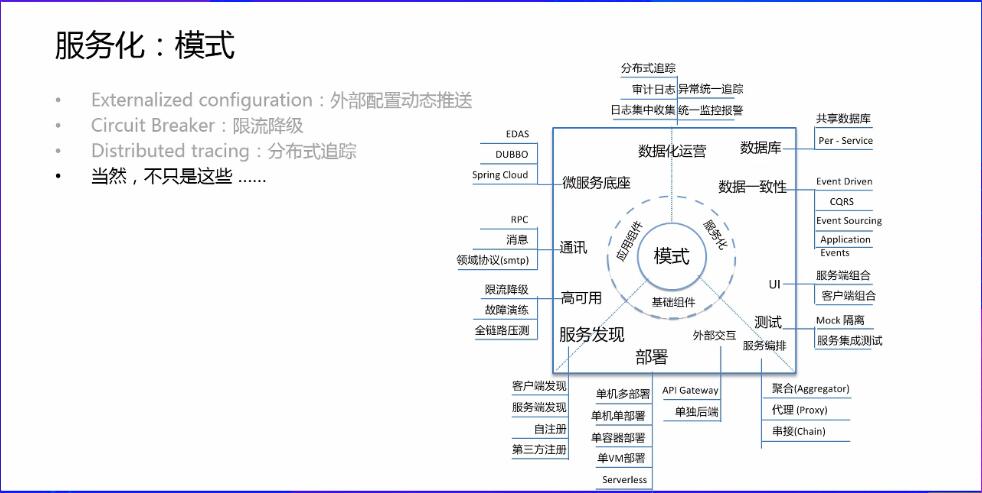 服务化：模式
• Externalized configuration：外部配置动态推送
• Circuit Breaker：限流降级
• Distributed tracing：分布式追踪
• 当然，不只是这些 ......
分布式追踪
审计日志 异常统一追踪
日志集中收集 统一监控报警
数据化运营
EDAS
DUBBO
Spring Cloud
微服务底座
RPC
消息
领域协议(smtp)
通讯
限流降级
故障演练
全链路压测
高可用
服务发现
客户端发现
服务端发现
自注册
第三方注册
部署
单机多部署
单机单部署
单容器部署
单VM部署
Serverless
外部交互
API Gateway
单独后端
服务编排
聚合(Aggregator)
代理 (Proxy)
串接(Chain)
模式
应用组件
服务化
基础组件
数据库
共享数据库
Per - Service
数据一致性
Event Driven
CQRS
Event Sourcing
Application
Events
UI
服务端组合
客户端组合
测试
Mock 隔离
服务集成测试